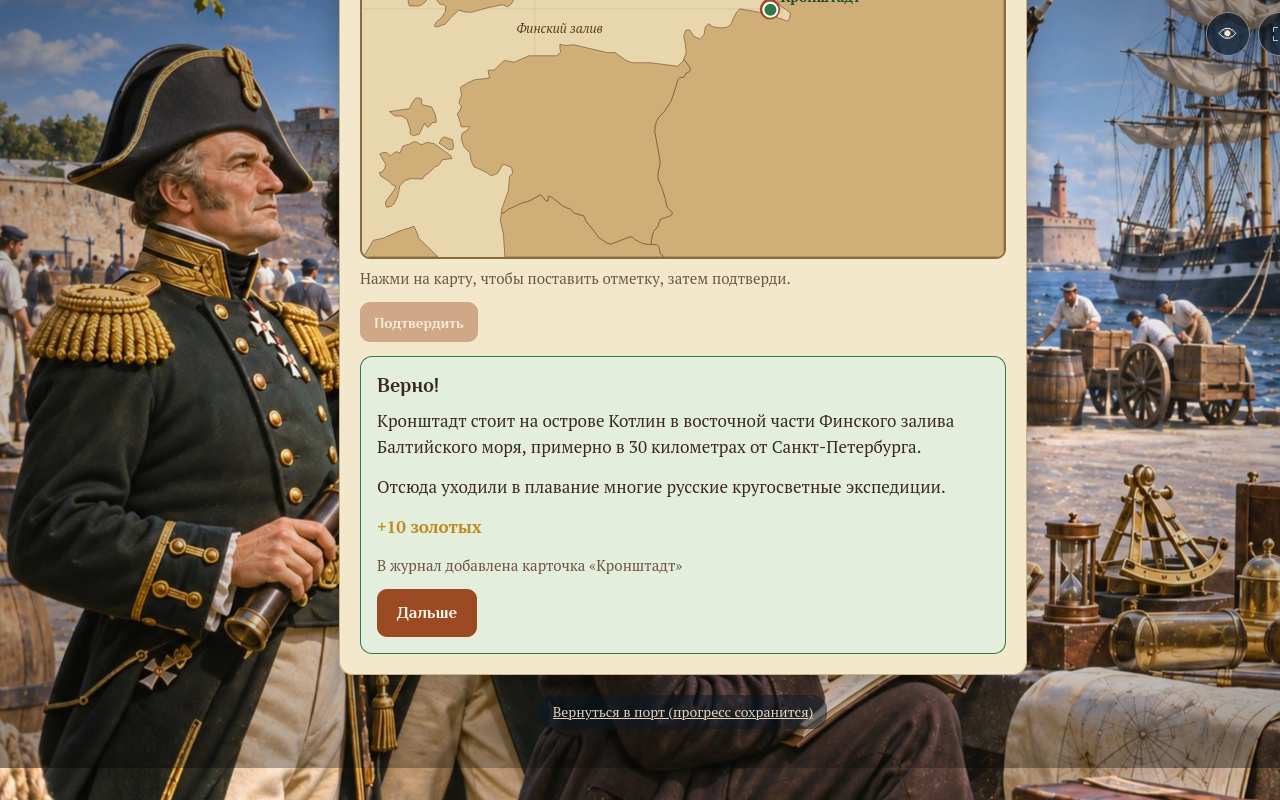 Кронштадт
Финский залив
Нажми на карту, чтобы поставить отметку, затем подтверди.
Подтвердить
Верно!
Кронштадт стоит на острове Котлин в восточной части Финского залива
Балтийского моря, примерно в 30 километрах от Санкт-Петербурга.
Отсюда уходили в плавание многие русские кругосветные экспедиции.
+10 золотых
В журнал добавлена карточка «Кронштадт»
Дальше
Вернуться в порт (прогресс сохранится)